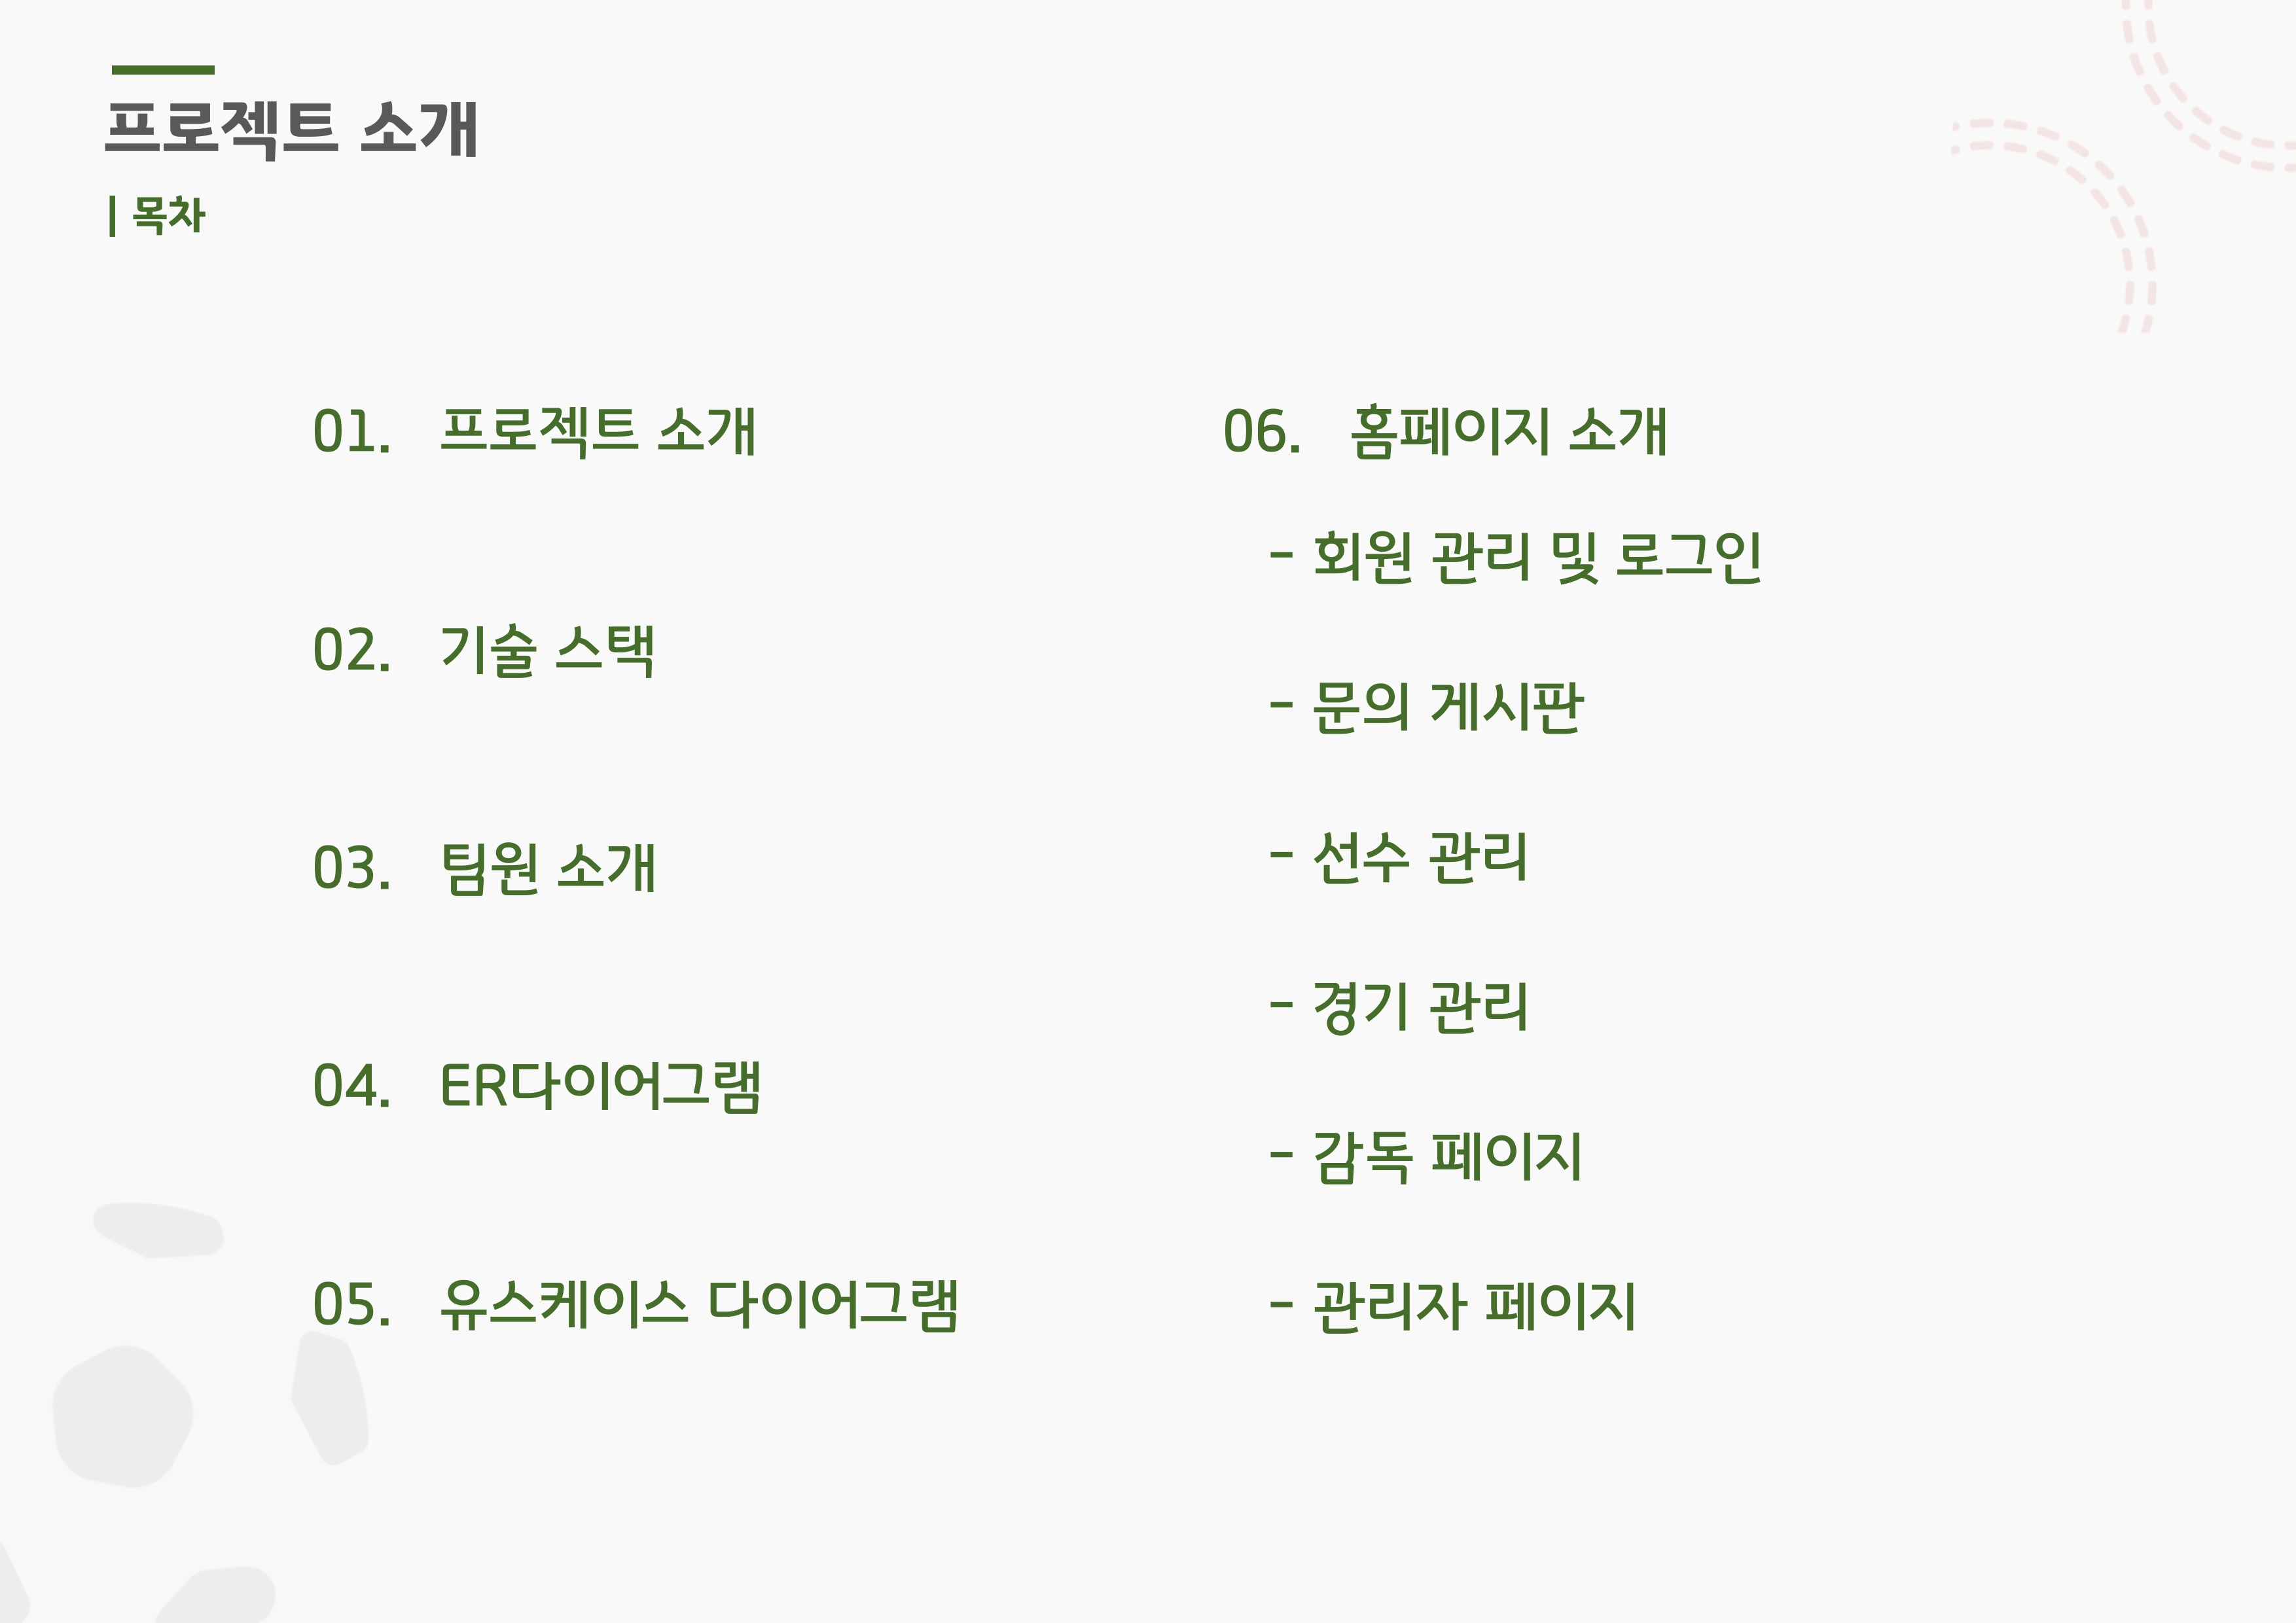 프로젝트 소개
목차
01. 프로젝트 소개
02. 기술 스택
03. 팀원 소개
04. ER다이어그램
05. 유스케이스 다이어그램
06. 홈페이지 소개
- 회원 관리 및 로그인
- 문의 게시판
- 선수 관리
- 경기 관리
- 감독 페이지
- 관리자 페이지